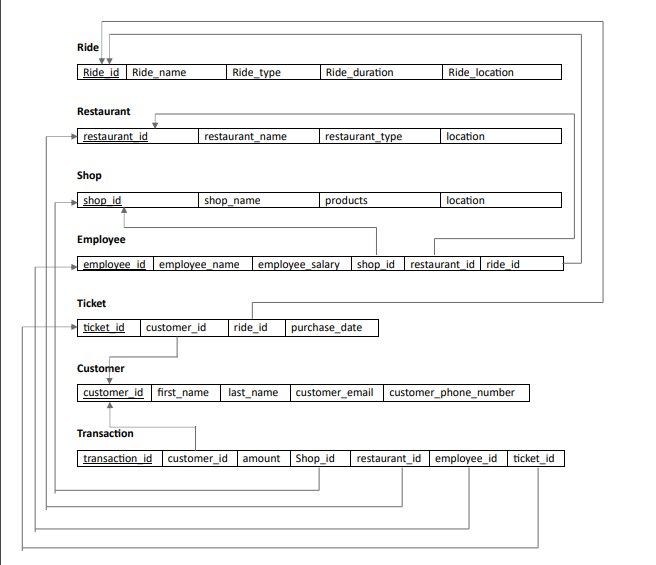 Ride
Ride_id Ride_name Ride_type Ride_duration Ride_location
Restaurant
restaurant_id restaurant_name restaurant_type location
Shop
shop_id shop_name products location
Employee
employee_id employee_name employee_salary shop_id restaurant_id ride_id
Ticket
ticket_id customer_id ride_id purchase_date
Customer
customer_id first_name last_name customer_email customer_phone_number
Transaction
transaction_id customer_id amount Shop_id restaurant_id employee_id ticket_id